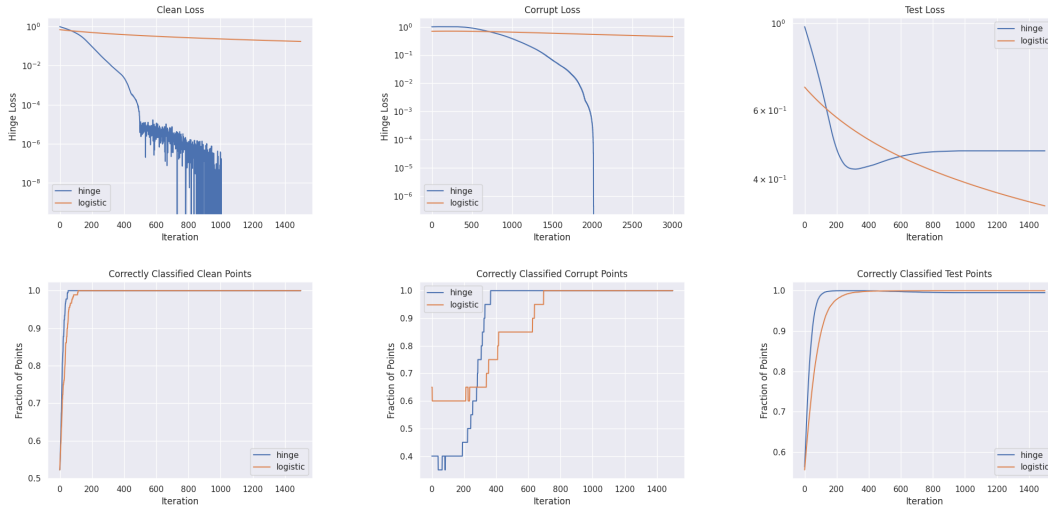 Clean Loss
Hinge Loss
10⁰
10⁻²
10⁻⁴
10⁻⁶
10⁻⁸
hinge
logistic
0 200 400 600 800 1000 1200 1400
Iteration
Corrupt Loss
Hinge Loss
10⁰
10⁻¹
10⁻²
10⁻³
10⁻⁴
10⁻⁵
10⁻⁶
hinge
logistic
0 500 1000 1500 2000 2500 3000
Iteration
Test Loss
10⁰
6 × 10⁻¹
4 × 10⁻¹
hinge
logistic
0 200 400 600 800 1000 1200 1400
Iteration
Correctly Classified Clean Points
Fraction of Points
1.0
0.9
0.8
0.7
0.6
0.5
hinge
logistic
0 200 400 600 800 1000 1200 1400
Iteration
Correctly Classified Corrupt Points
Fraction of Points
1.0
0.9
0.8
0.7
0.6
0.5
0.4
hinge
logistic
0 200 400 600 800 1000 1200 1400
Iteration
Correctly Classified Test Points
Fraction of Points
1.0
0.9
0.8
0.7
0.6
hinge
logistic
0 200 400 600 800 1000 1200 1400
Iteration